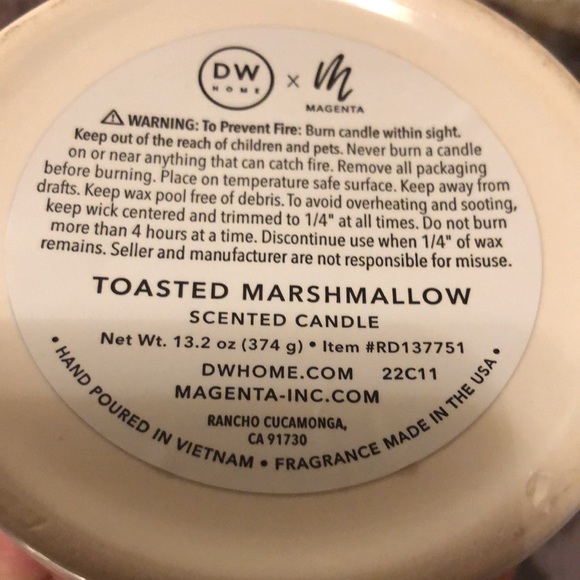 DW
HOME
x
m
MAGENTA
⚠ WARNING: To Prevent Fire: Burn candle within sight.
Keep out of the reach of children and pets. Never burn a candle
on or near anything that can catch fire. Remove all packaging
before burning. Place on temperature safe surface. Keep away from
drafts. Keep wax pool free of debris. To avoid overheating and sooting,
keep wick centered and trimmed to 1/4" at all times. Do not burn
more than 4 hours at a time. Discontinue use when 1/4" of wax
remains. Seller and manufacturer are not responsible for misuse.
TOASTED MARSHMALLOW
SCENTED CANDLE
Net Wt. 13.2 oz (374 g) • Item #RD137751
DWHOME.COM 22C11
MAGENTA-INC.COM
RANCHO CUCAMONGA,
CA 91730
• HAND POURED IN VIETNAM • FRAGRANCE MADE IN THE USA •